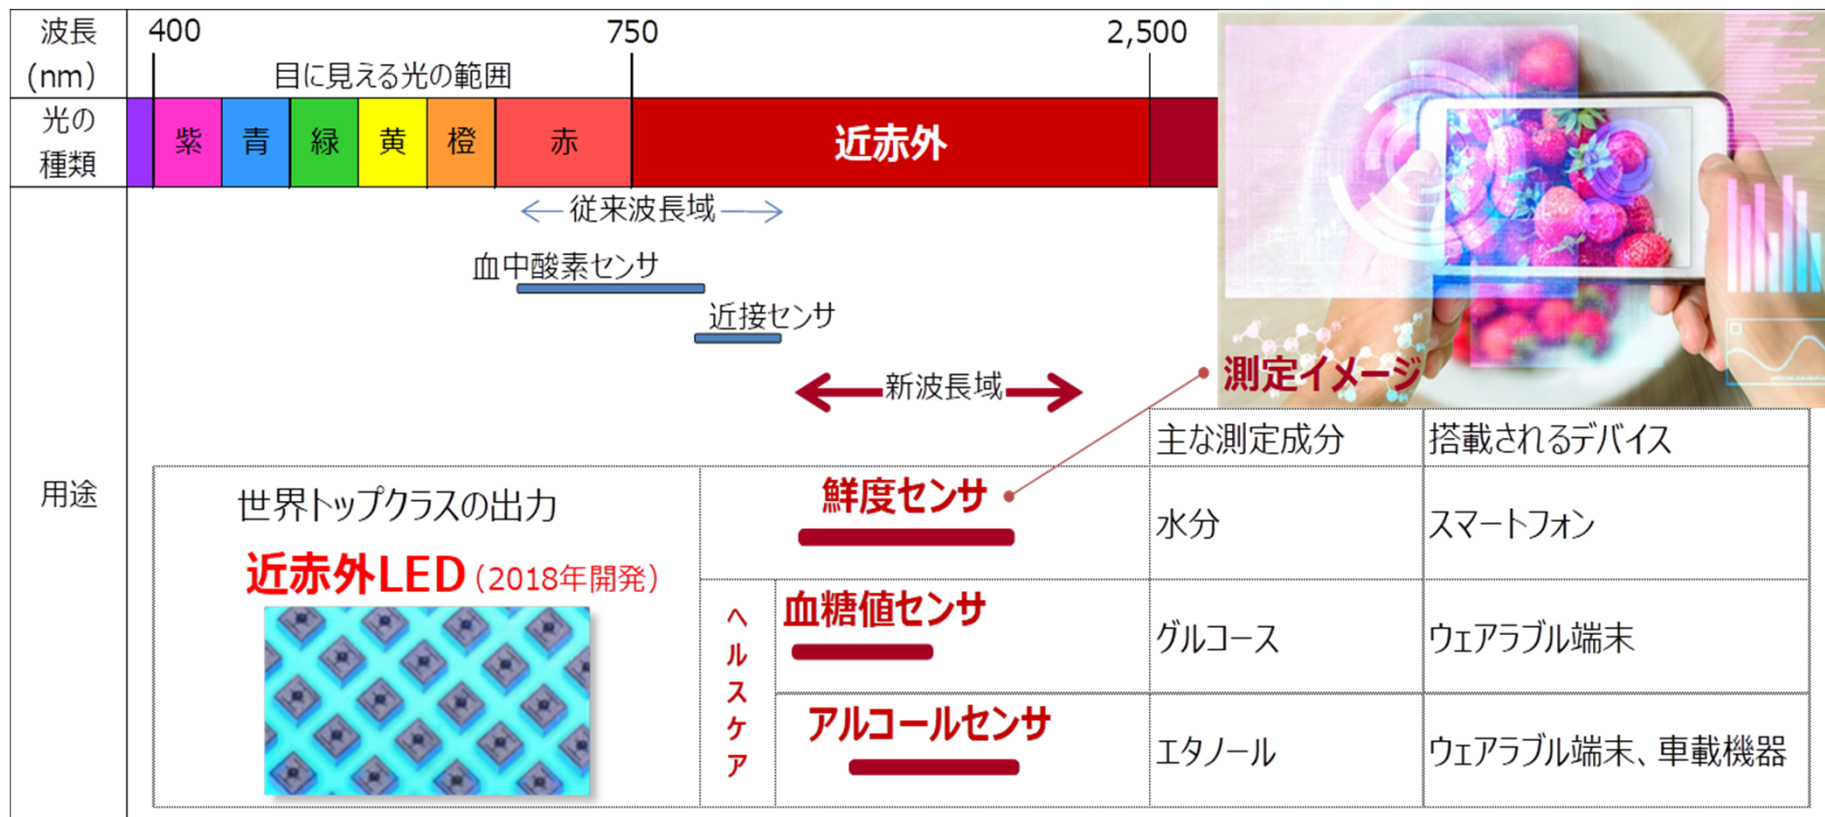 波長
(nm)
400
750
2,500
目に見える光の範囲
光の
種類
紫
青
緑
黄
橙
赤
近赤外
従来波長域
血中酸素センサ
近接センサ
新波長域
測定イメージ
用途
主な測定成分
搭載されるデバイス
世界トップクラスの出力
近赤外LED(2018年開発)
鮮度センサ
水分
スマートフォン
ヘルスケア
血糖値センサ
グルコース
ウェアラブル端末
アルコールセンサ
エタノール
ウェアラブル端末、車載機器